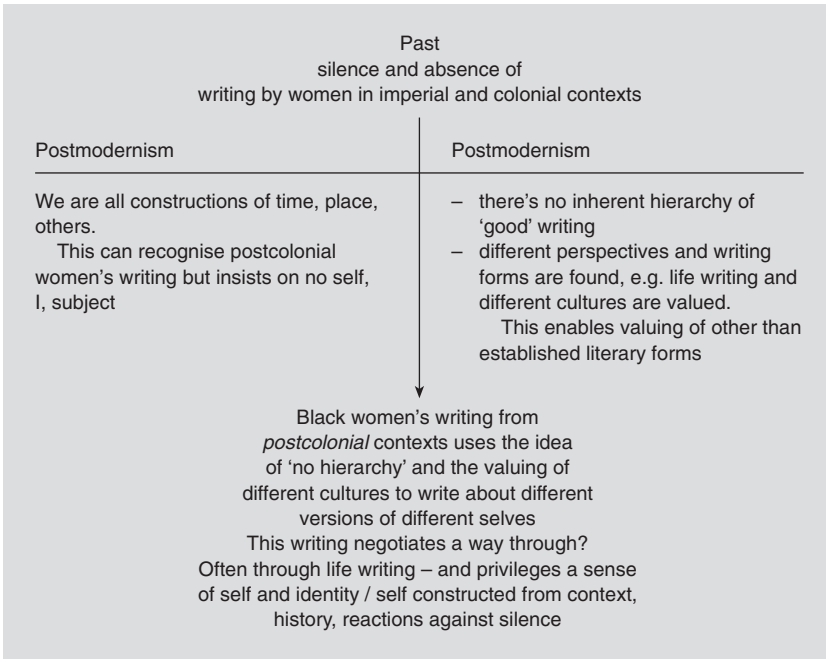 Past
silence and absence of
writing by women in imperial and colonial contexts
Postmodernism
We are all constructions of time, place,
others.
This can recognise postcolonial
women's writing but insists on no self,
I, subject
Postmodernism
– there's no inherent hierarchy of
'good' writing
– different perspectives and writing
forms are found, e.g. life writing and
different cultures are valued.
This enables valuing of other than
established literary forms
Black women's writing from
postcolonial contexts uses the idea
of 'no hierarchy' and the valuing of
different cultures to write about different
versions of different selves
This writing negotiates a way through?
Often through life writing – and privileges a sense
of self and identity / self constructed from context,
history, reactions against silence